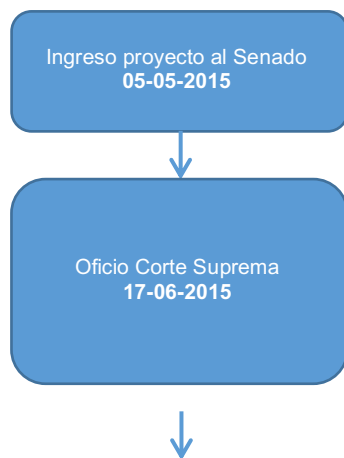 Ingreso proyecto al Senado
05-05-2015
Oficio Corte Suprema
17-06-2015